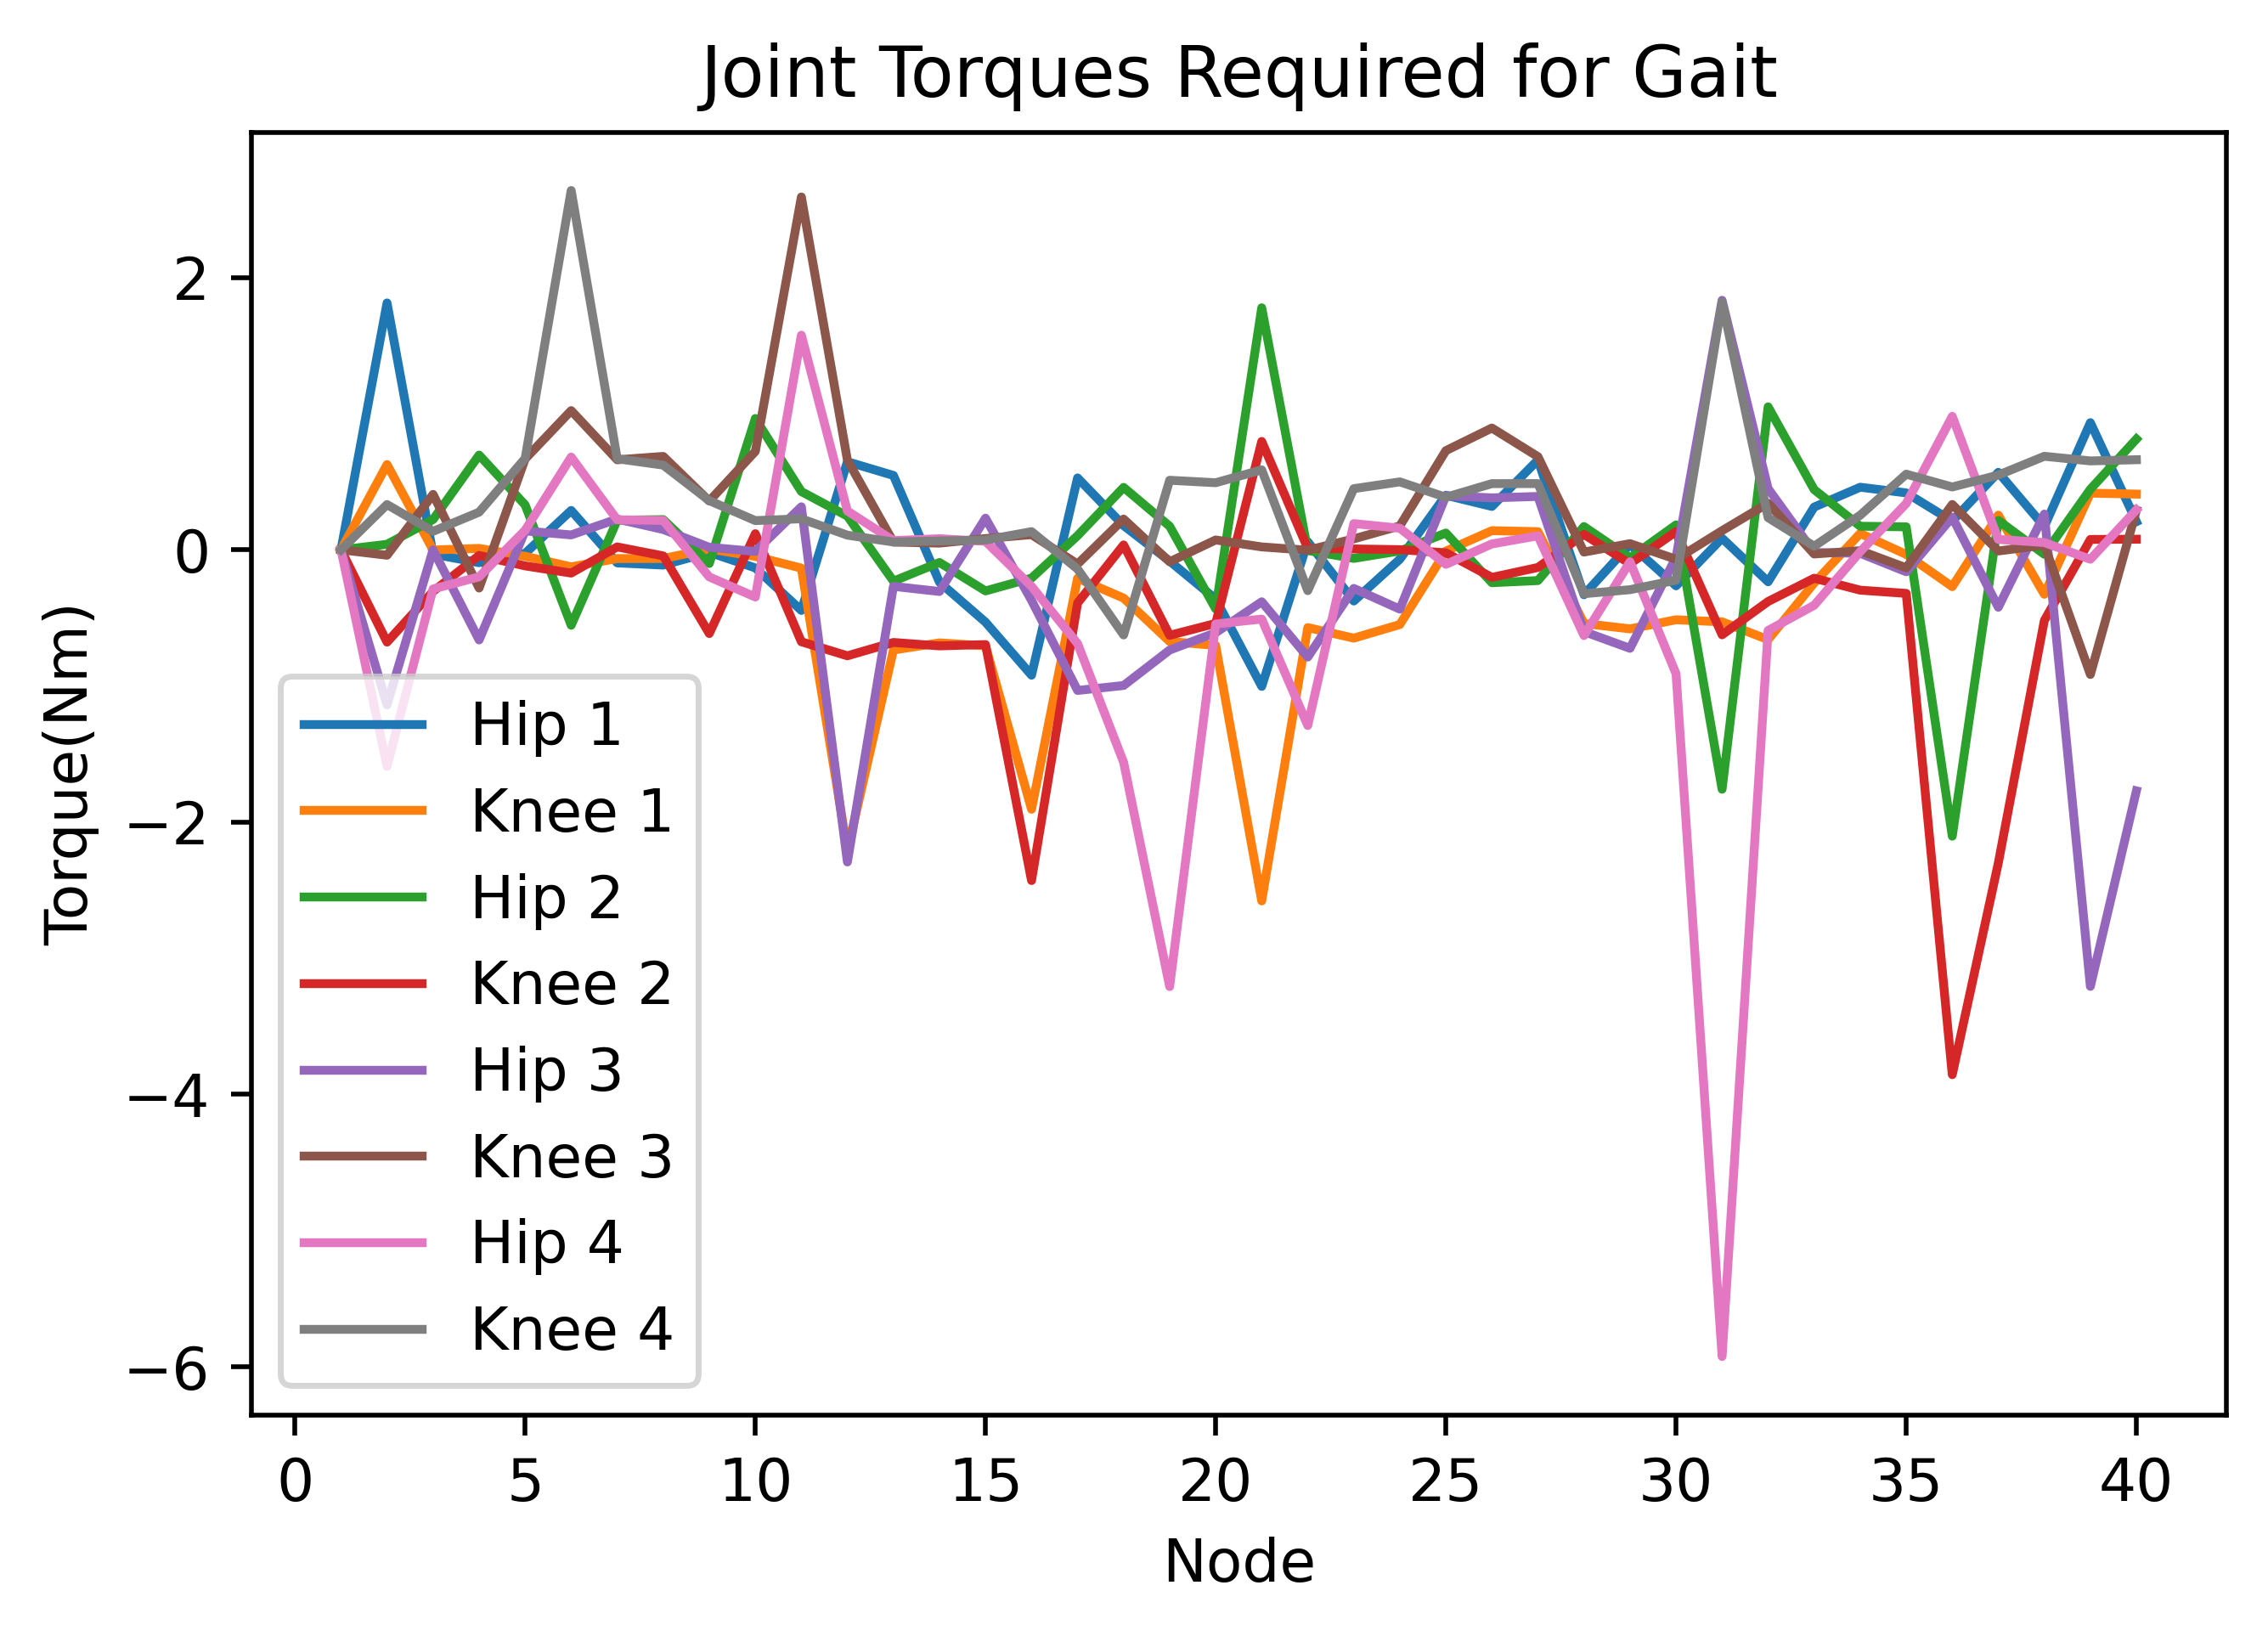 Joint Torques Required for Gait
Torque(Nm)
2
0
−2
−4
−6
Hip 1
Knee 1
Hip 2
Knee 2
Hip 3
Knee 3
Hip 4
Knee 4
0 5 10 15 20 25 30 35 40
Node